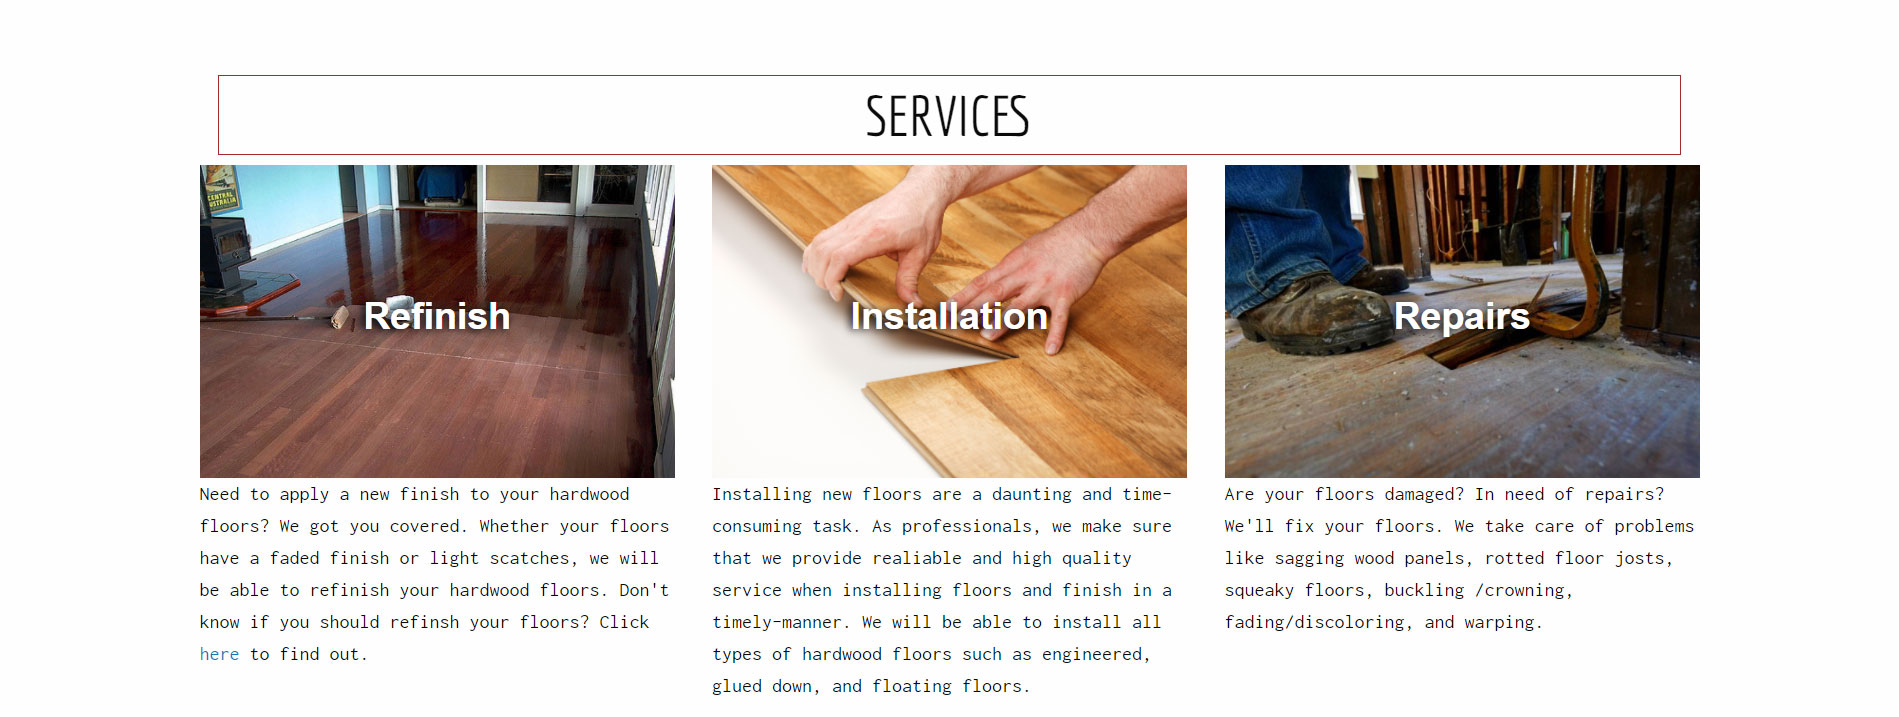 SERVICES
CENTRAL
AUSTRALIA
Refinish
Installation
Repairs
Need to apply a new finish to your hardwood
floors? We got you covered. Whether your floors
have a faded finish or light scatches, we will
be able to refinish your hardwood floors. Don't
know if you should refinsh your floors? Click
here to find out.
Installing new floors are a daunting and time-
consuming task. As professionals, we make sure
that we provide realiable and high quality
service when installing floors and finish in a
timely-manner. We will be able to install all
types of hardwood floors such as engineered,
glued down, and floating floors.
Are your floors damaged? In need of repairs?
We'll fix your floors. We take care of problems
like sagging wood panels, rotted floor josts,
squeaky floors, buckling /crowning,
fading/discoloring, and warping.